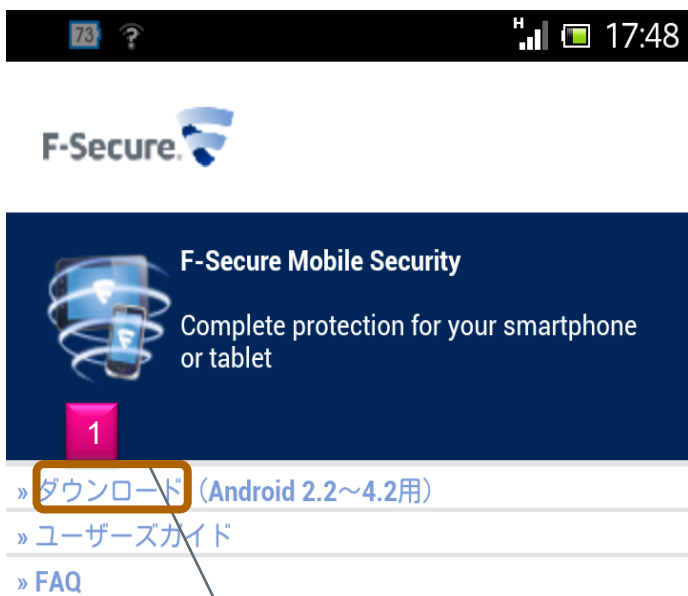 73 H 17:48
F-Secure.
F-Secure Mobile Security
Complete protection for your smartphone
or tablet
1
» ダウンロード（Android 2.2～4.2用）
» ユーザーズガイド
» FAQ